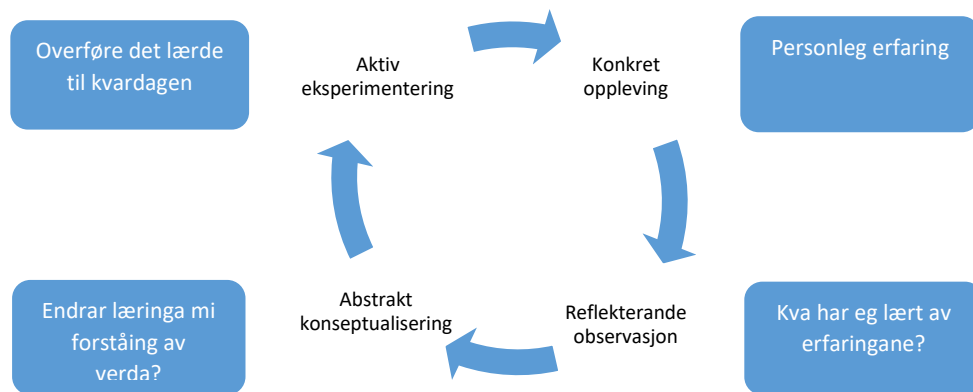 Overføre det lærde
til kvardagen
Aktiv
eksperimentering
Konkret
oppleving
Personleg erfaring
Endrar læringa mi
forståing av
verda?
Abstrakt
konseptualisering
Reflekterande
observasjon
Kva har eg lært av
erfaringane?